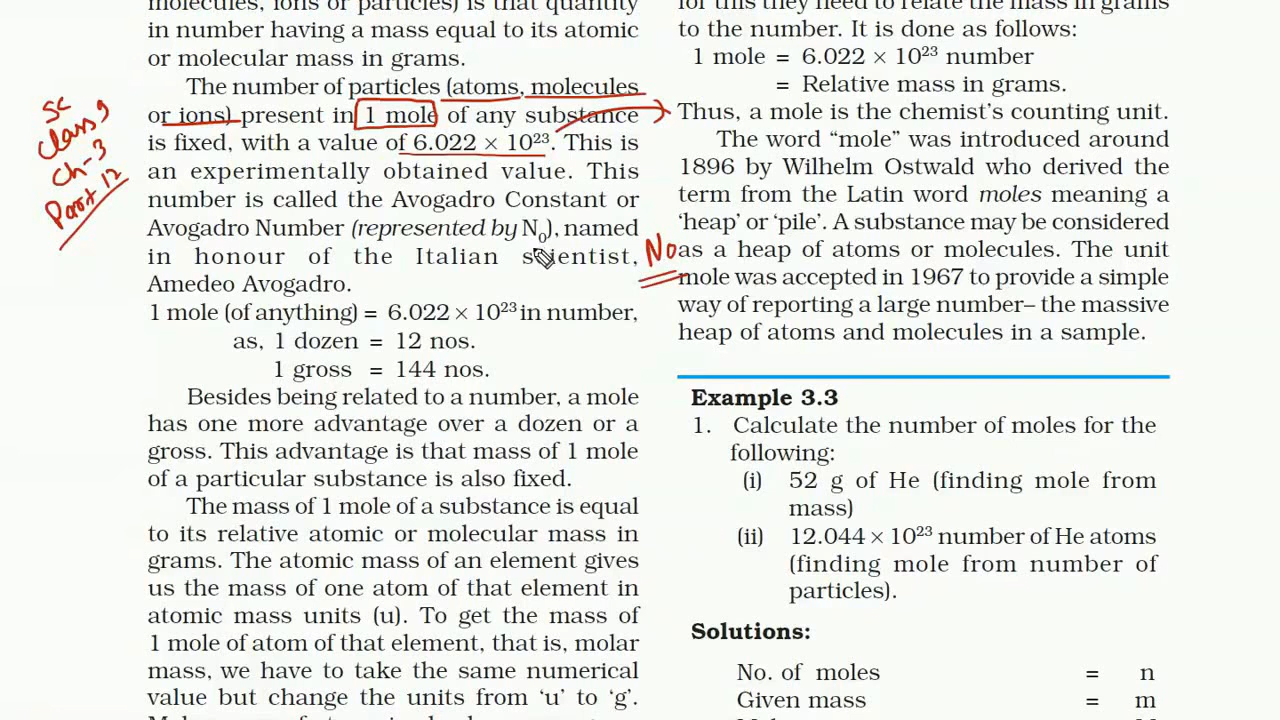 molecules, ions or particles) is that quantity
in number having a mass equal to its atomic
or molecular mass in grams.
The number of particles (atoms, molecules
or ions) present in 1 mole of any substance
is fixed, with a value of 6.022 × 10²³. This is
an experimentally obtained value. This
number is called the Avogadro Constant or
Avogadro Number (represented by N₀), named
in honour of the Italian scientist,
Amedeo Avogadro.
1 mole (of anything) = 6.022 × 10²³ in number,
as, 1 dozen = 12 nos.
1 gross = 144 nos.
Besides being related to a number, a mole
has one more advantage over a dozen or a
gross. This advantage is that mass of 1 mole
of a particular substance is also fixed.
The mass of 1 mole of a substance is equal
to its relative atomic or molecular mass in
grams. The atomic mass of an element gives
us the mass of one atom of that element in
atomic mass units (u). To get the mass of
1 mole of atom of that element, that is, molar
mass, we have to take the same numerical
value but change the units from ‘u’ to ‘g’.
Sc
Class 9
Ch-3
Part 12
for this they need to relate the mass in grams
to the number. It is done as follows:
1 mole = 6.022 × 10²³ number
= Relative mass in grams.
Thus, a mole is the chemist’s counting unit.
The word “mole” was introduced around
1896 by Wilhelm Ostwald who derived the
term from the Latin word moles meaning a
‘heap’ or ‘pile’. A substance may be considered
as a heap of atoms or molecules. The unit
mole was accepted in 1967 to provide a simple
way of reporting a large number– the massive
heap of atoms and molecules in a sample.
No
Example 3.3
1. Calculate the number of moles for the
following:
(i) 52 g of He (finding mole from
mass)
(ii) 12.044 × 10²³ number of He atoms
(finding mole from number of
particles).
Solutions:
No. of moles = n
Given mass = m